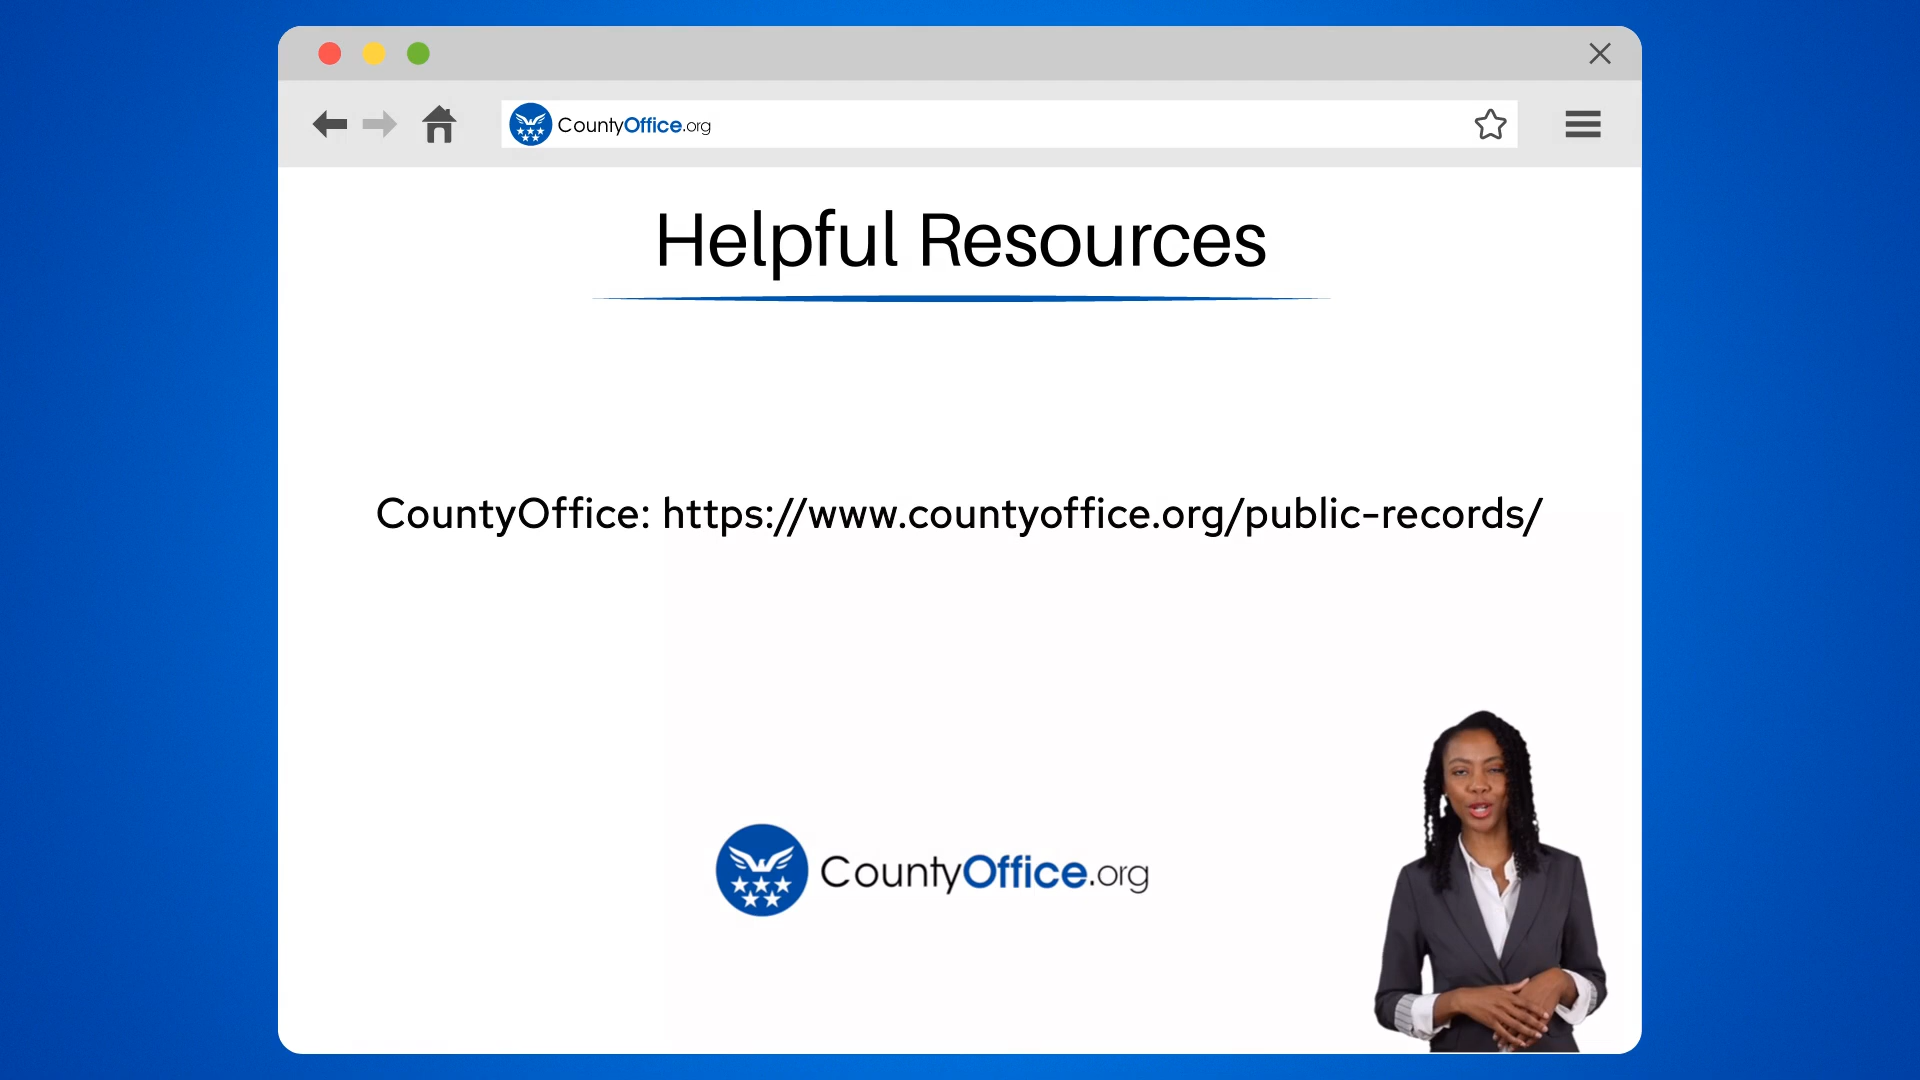 CountyOffice.org
Helpful Resources
CountyOffice: https://www.countyoffice.org/public-records/
CountyOffice.org